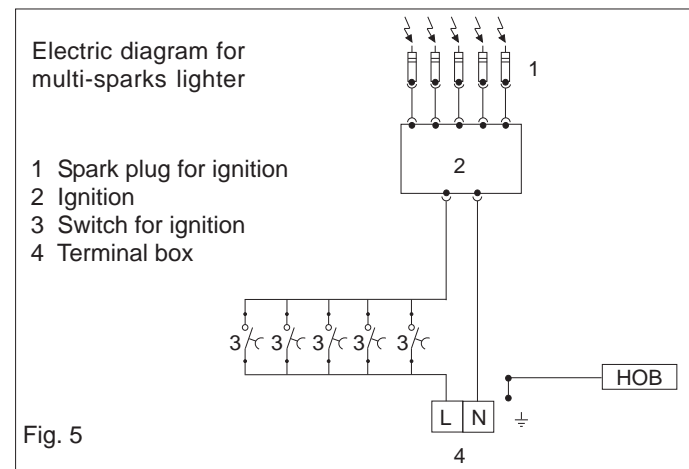 Electric diagram for
multi-sparks lighter
1
1 Spark plug for ignition
2 Ignition
3 Switch for ignition
4 Terminal box
2
3 3 3 3 3
HOB
L N
Fig. 5
4